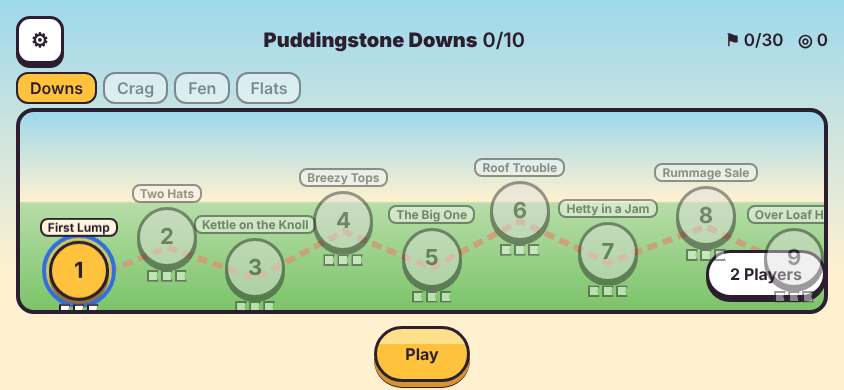 Puddingstone Downs 0/10
0/30
0
Downs
Crag
Fen
Flats
Two Hats
Breezy Tops
Roof Trouble
Rummage Sale
First Lump
Kettle on the Knoll
The Big One
Hetty in a Jam
Over Loaf H
1
2
3
4
5
6
7
8
9
2 Players
Play